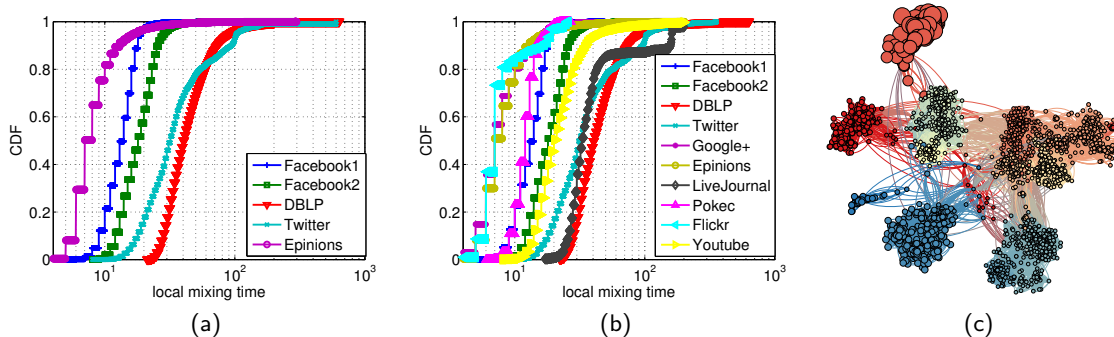 1
0.8
0.6
0.4
0.2
0
CDF
10^1
10^2
10^3
local mixing time
Facebook1
Facebook2
DBLP
Twitter
Epinions
(a)
1
0.8
0.6
0.4
0.2
0
CDF
10^1
10^2
10^3
local mixing time
Facebook1
Facebook2
DBLP
Twitter
Google+
Epinions
LiveJournal
Pokec
Flickr
Youtube
(b)
(c)